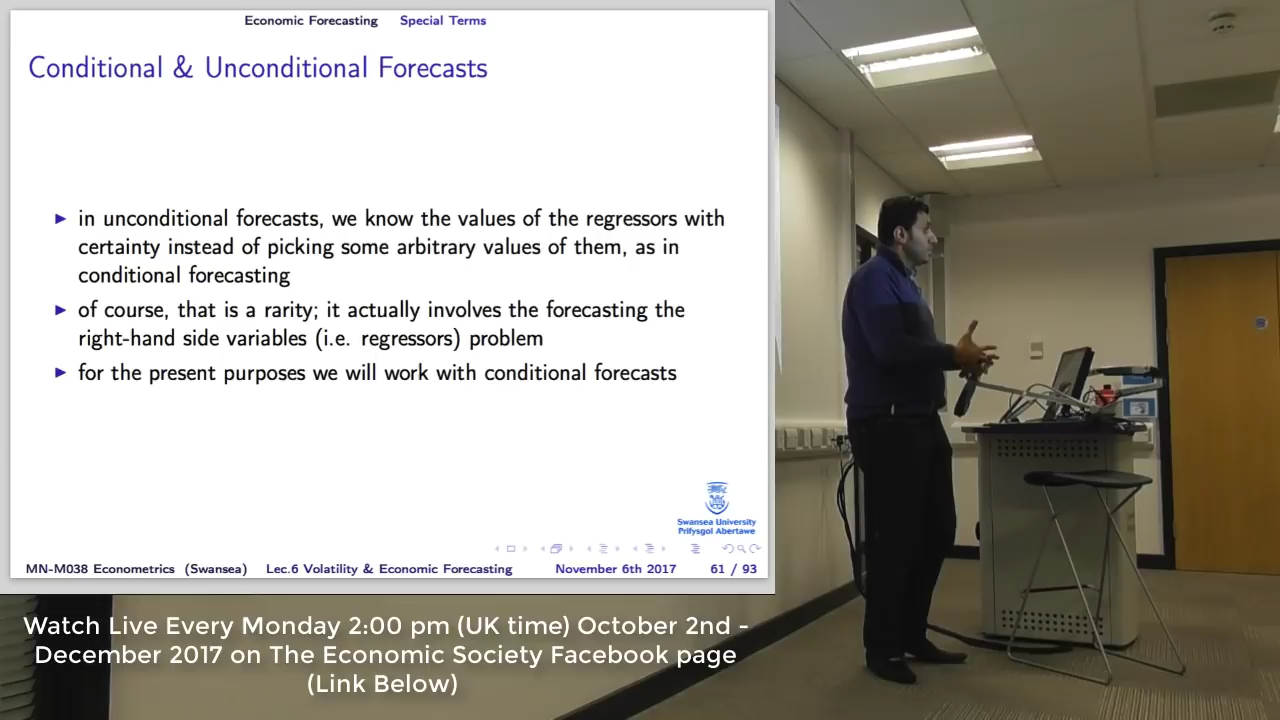 Economic Forecasting Special Terms
Conditional & Unconditional Forecasts
in unconditional forecasts, we know the values of the regressors with
certainty instead of picking some arbitrary values of them, as in
conditional forecasting
of course, that is a rarity; it actually involves the forecasting the
right-hand side variables (i.e. regressors) problem
for the present purposes we will work with conditional forecasts
Swansea University
Prifysgol Abertawe
MN-M038 Econometrics (Swansea) Lec.6 Volatility & Economic Forecasting November 6th 2017 61 / 93
Watch Live Every Monday 2:00 pm (UK time) October 2nd -
December 2017 on The Economic Society Facebook page
(Link Below)